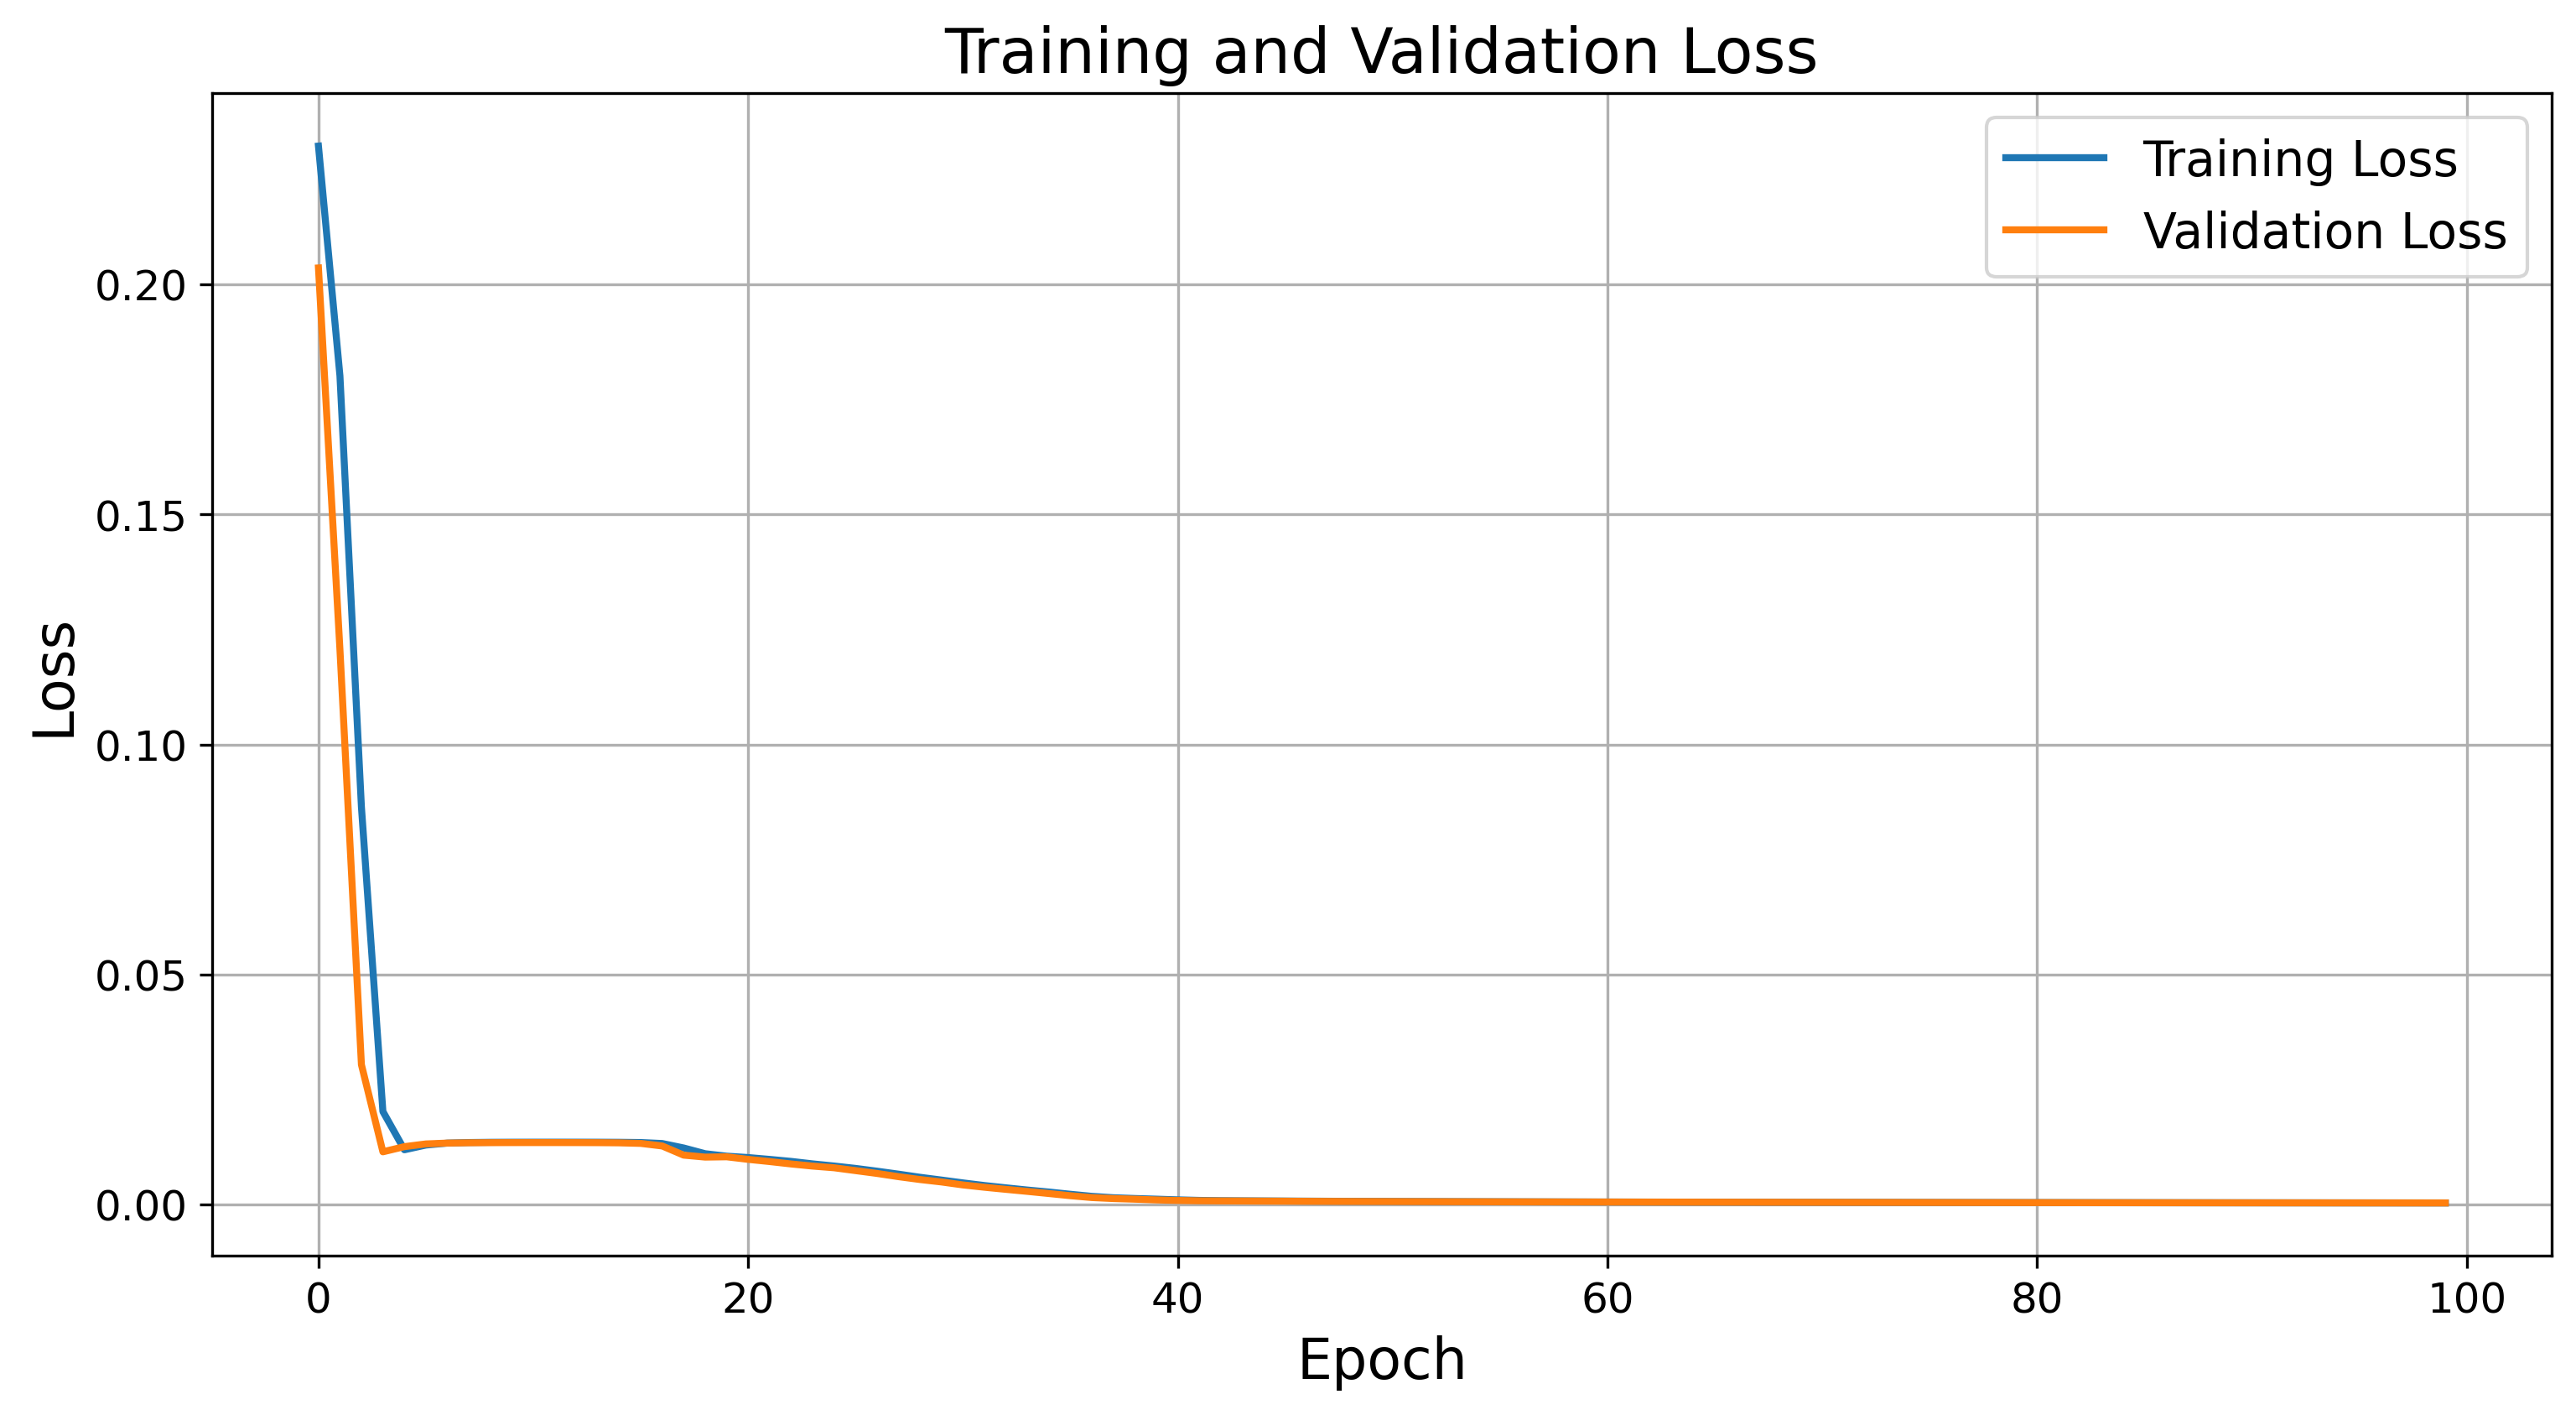 Training and Validation Loss
Training Loss
Validation Loss
0.20
0.15
0.10
0.05
0.00
Loss
0 20 40 60 80 100
Epoch